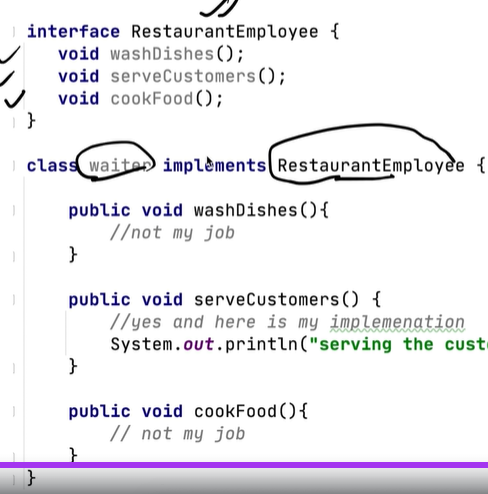 interface RestaurantEmployee {
void washDishes();
void serveCustomers();
void cookFood();
}
class waiter implements RestaurantEmployee {
public void washDishes(){
//not my job
}
public void serveCustomers() {
//yes and here is my implemenation
System.out.println("serving the cust
}
public void cookFood(){
// not my job
}
}